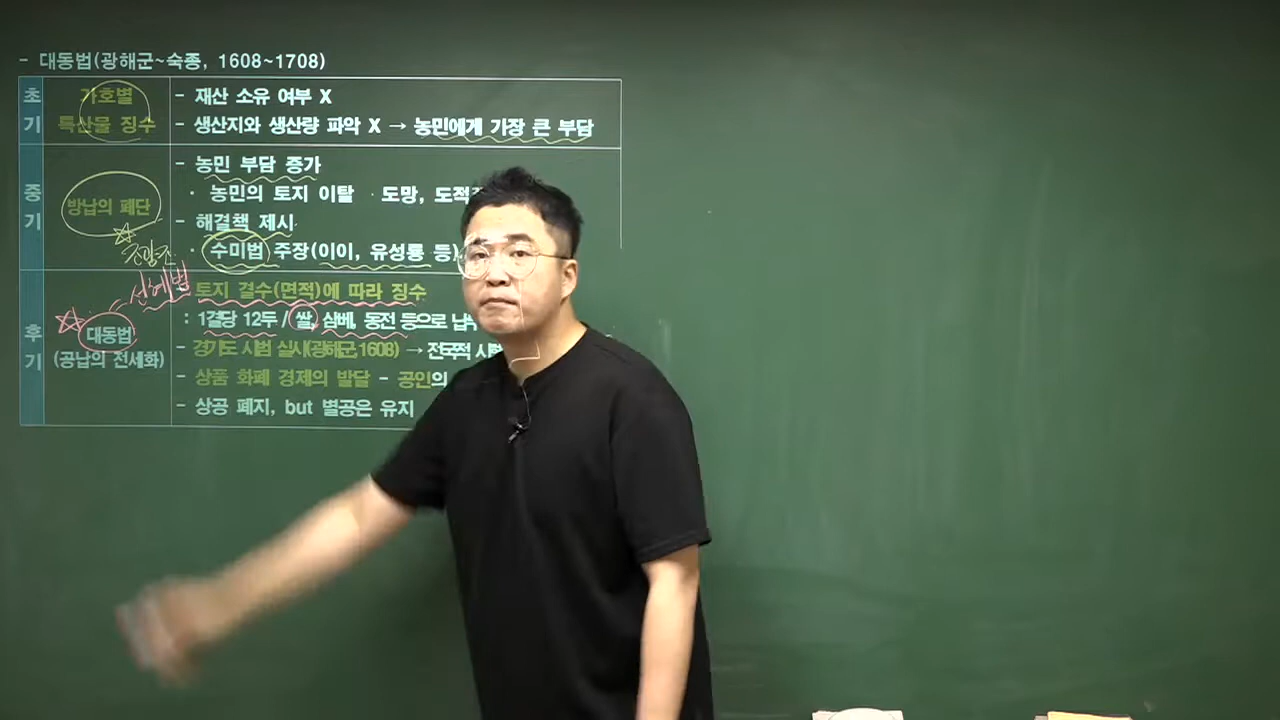 - 대동법(광해군~숙종, 1608~1708)
초기
가호별
특산물 징수
- 재산 소유 여부 X
- 생산지와 생산량 파악 X → 농민에게 가장 큰 부담
중기
방납의 폐단
- 농민 부담 증가
· 농민의 토지 이탈 · 도망, 도적
- 해결책 제시
· 수미법 주장(이이, 유성룡 등)
선혜법
후기
대동법
(공납의 전세화)
토지 결수(면적)에 따라 징수
: 1결당 12두 / 쌀, 삼베, 동전 등으로 납
- 경기도 시범 실시(광해군,1608) → 전국적
- 상품 화폐 경제의 발달 - 공인의
- 상공 폐지, but 별공은 유지